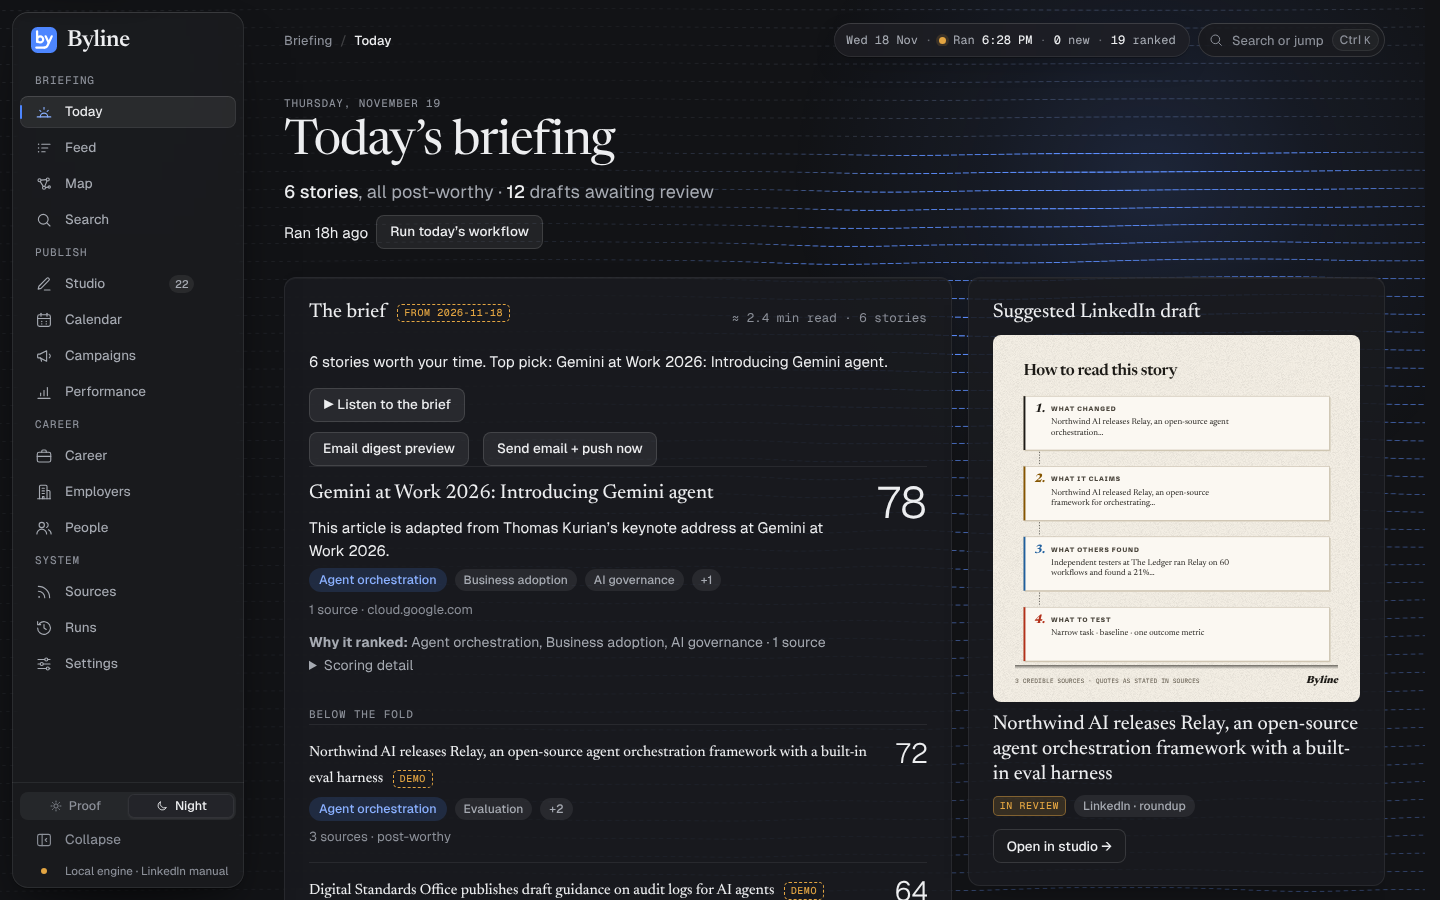 by Byline
BRIEFING
Today
Feed
Map
Search
PUBLISH
Studio 22
Calendar
Campaigns
Performance
CAREER
Career
Employers
People
SYSTEM
Sources
Runs
Settings
Proof Night
Collapse
Local engine · LinkedIn manual
Briefing / Today
Wed 18 Nov · Ran 6:28 PM · 0 new · 19 ranked
Search or jump Ctrl K
THURSDAY, NOVEMBER 19
Today’s briefing
6 stories, all post-worthy · 12 drafts awaiting review
Ran 18h ago Run today’s workflow
The brief FROM 2026-11-18
≈ 2.4 min read · 6 stories
6 stories worth your time. Top pick: Gemini at Work 2026: Introducing Gemini agent.
▶ Listen to the brief
Email digest preview Send email + push now
Gemini at Work 2026: Introducing Gemini agent 78
This article is adapted from Thomas Kurian’s keynote address at Gemini at
Work 2026.
Agent orchestration Business adoption AI governance +1
1 source · cloud.google.com
Why it ranked: Agent orchestration, Business adoption, AI governance · 1 source
▶ Scoring detail
BELOW THE FOLD
Northwind AI releases Relay, an open-source agent orchestration framework with a built-in 72
eval harness DEMO
Agent orchestration Evaluation +2
3 sources · post-worthy
Digital Standards Office publishes draft guidance on audit logs for AI agents DEMO 64
Suggested LinkedIn draft
How to read this story
1. WHAT CHANGED
Northwind AI releases Relay, an open-source agent
orchestration...
2. WHAT IT CLAIMS
Northwind AI released Relay, an open-source
framework for orchestrating...
3. WHAT OTHERS FOUND
Independent testers at The Ledger ran Relay on 60
workflows and found a 21%...
4. WHAT TO TEST
Narrow task · baseline · one outcome metric
3 CREDIBLE SOURCES · QUOTES AS STATED IN SOURCES Byline
Northwind AI releases Relay, an open-source
agent orchestration framework with a built-
in eval harness
IN REVIEW LinkedIn · roundup
Open in studio →